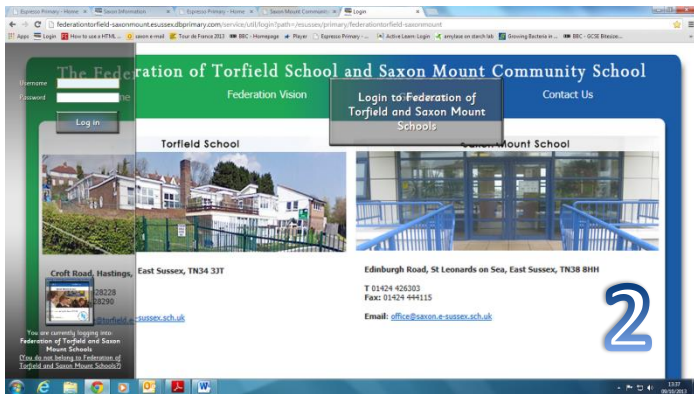 Espresso Primary - Home
Saxon Information
Espresso Primary - Home
Saxon Mount Communit
Login
federationtorfield-saxonmount.esussex.dbprimary.com/service/util/login?path=/esussex/primary/federationtorfield-saxonmount
Apps Login How to use a HTML... saxon e mail Tour de France 2013 BBC - Homepage Player Espresso Primary -... Active Learn: Login amylase on starch lab Growing Bacteria in... BBC - GCSE Bitesize...
The Federation of Torfield School and Saxon Mount Community School
Username
Password
Log in
Federation Vision
Login to Federation of
Torfield and Saxon Mount
Schools
Contact Us
Torfield School
Mount School
Croft Road, Hastings, East Sussex, TN34 3JT
28228
28290
@torfield.e-sussex.sch.uk
Edinburgh Road, St Leonards on Sea, East Sussex, TN38 8HH
T 01424 426303
Fax: 01424 444115
Email: office@saxon.e-sussex.sch.uk
2
You are currently logging into:
Federation of Torfield and Saxon
Mount Schools
(You do not belong to Federation of
Torfield and Saxon Mount Schools?)
13:37
09/10/2013